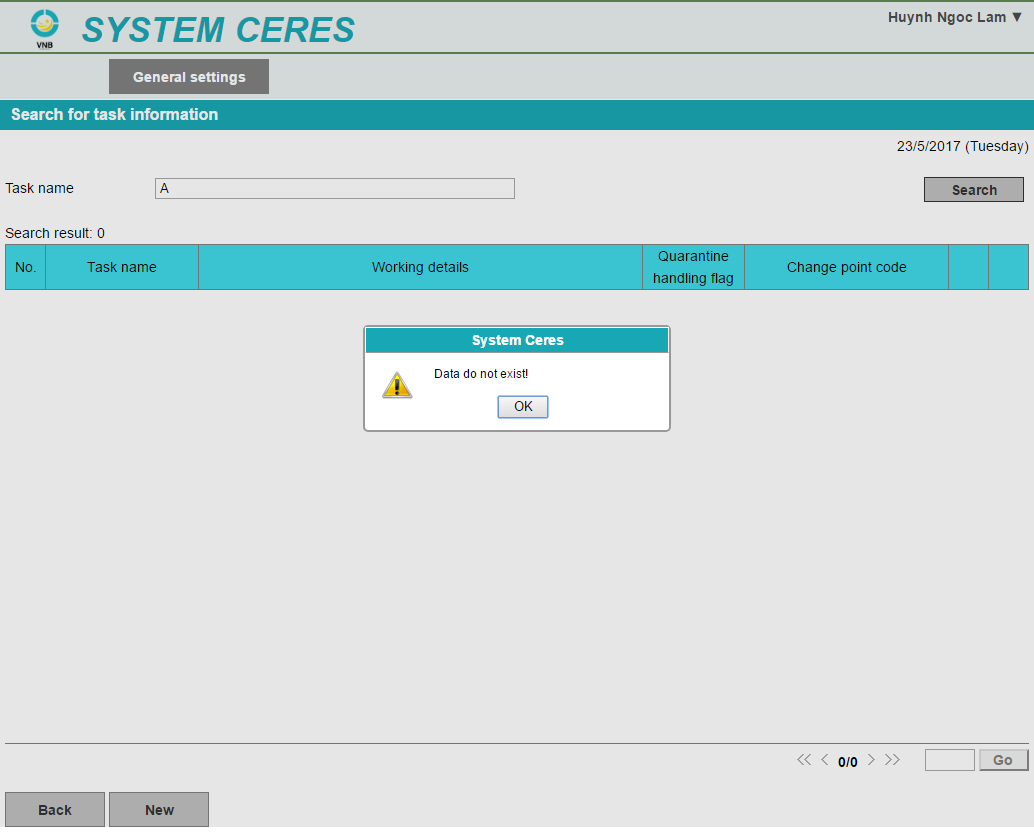 VNB
SYSTEM CERES
Huynh Ngoc Lam ▼
General settings
Search for task information
23/5/2017 (Tuesday)
Task name
A
Search
Search result: 0
No.
Task name
Working details
Quarantine
handling flag
Change point code
System Ceres
Data do not exist!
OK
0/0
Go
Back
New